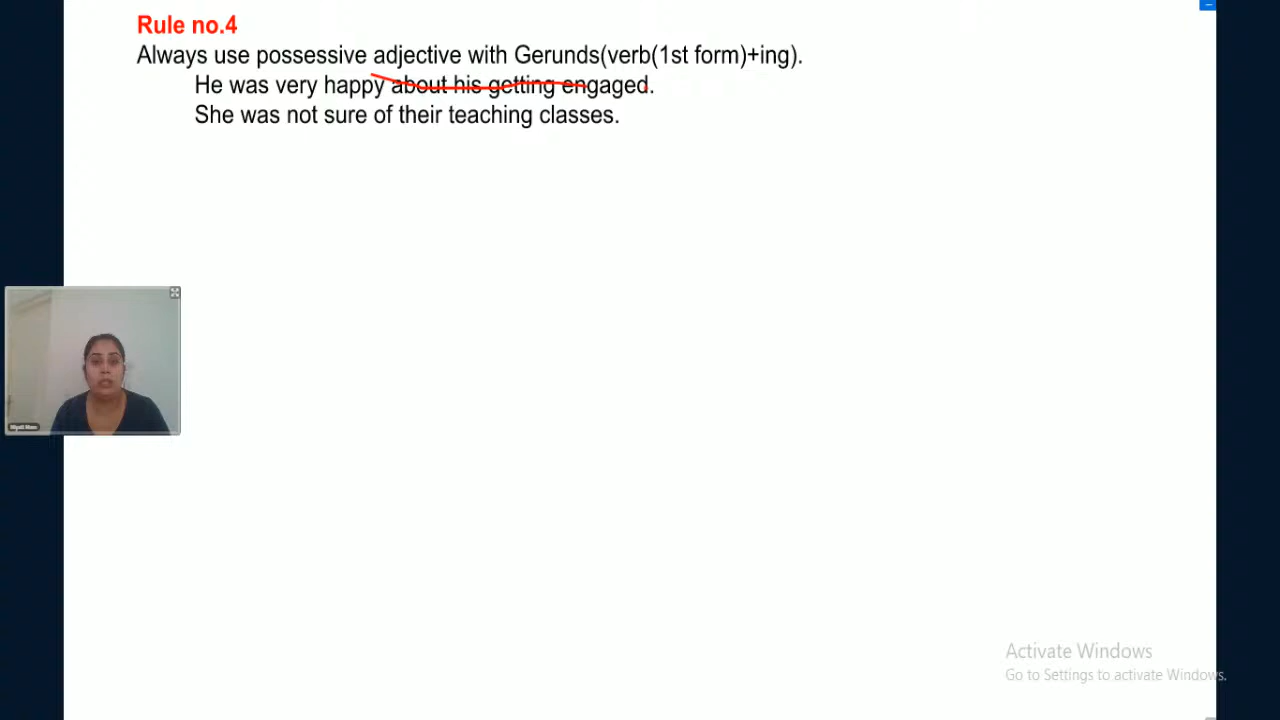 Rule no.4
Always use possessive adjective with Gerunds(verb(1st form)+ing).
He was very happy about his getting engaged.
She was not sure of their teaching classes.
Activate Windows
Go to Settings to activate Windows.